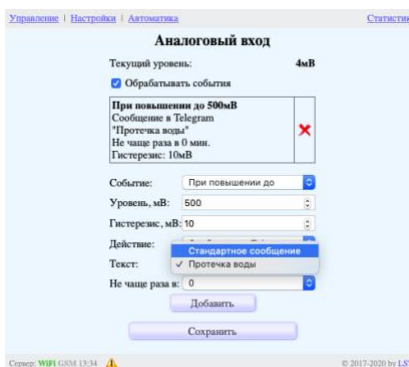 Управление | Настройки | Автоматика Статистик
Аналоговый вход
Текущий уровень: 4мВ
Обрабатывать события
При повышении до 500мВ
Сообщение в Telegram
"Протечка воды"
Не чаще раза в 0 мин.
Гистерезис: 10мВ
Событие: При повышении до
Уровень, мВ: 500
Гистерезис, мВ: 10
Действие:
Стандартное сообщение
Текст: ✓ Протечка воды
Не чаще раза в: 0
Добавить
Сохранить
Сервер: WiFi GSM 13:34 © 2017-2020 by LS